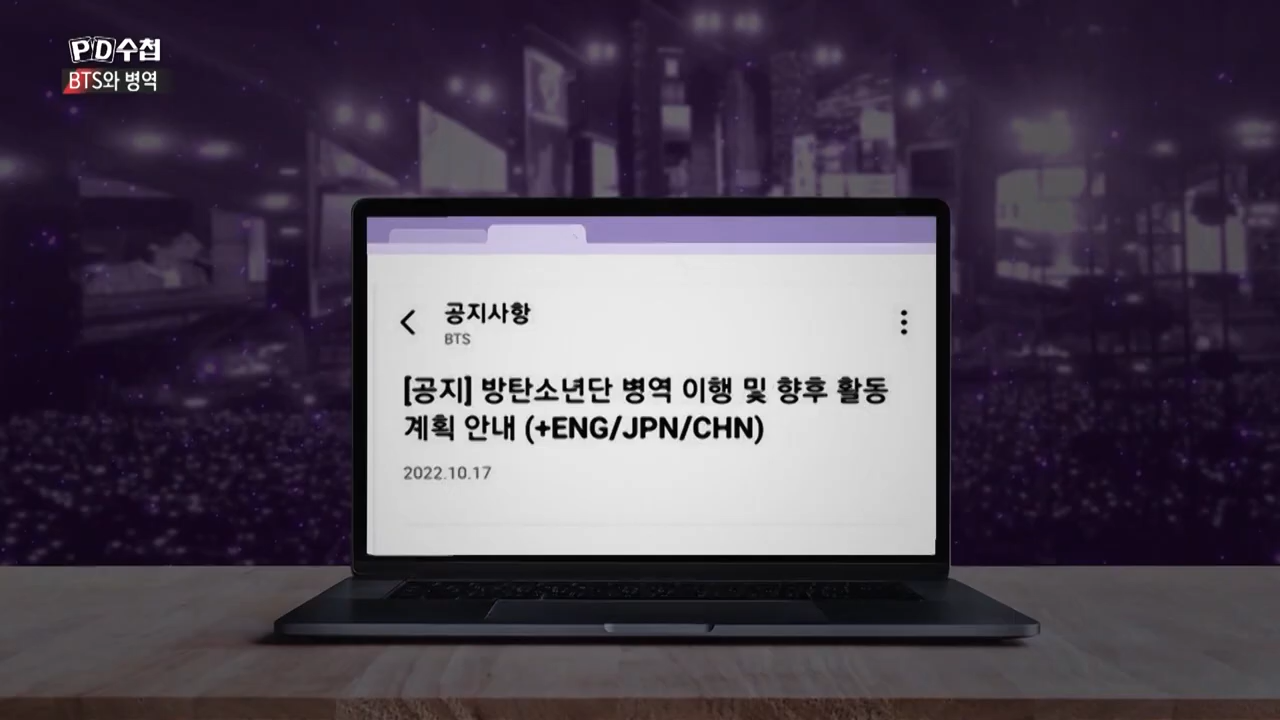 PD수첩
BTS와 병역
공지사항
BTS
[공지] 방탄소년단 병역 이행 및 향후 활동
계획 안내 (+ENG/JPN/CHN)
2022.10.17